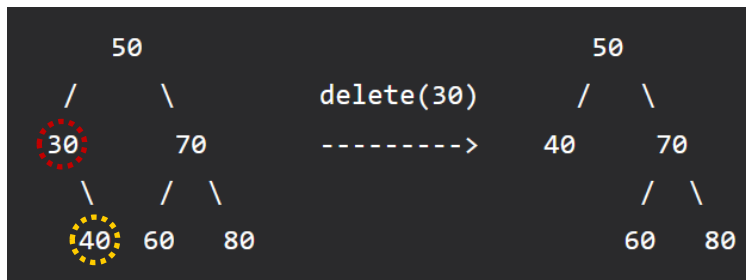 50 50
/ \ delete(30) / \
30 70 ---------> 40 70
\ / \ / \
40 60 80 60 80